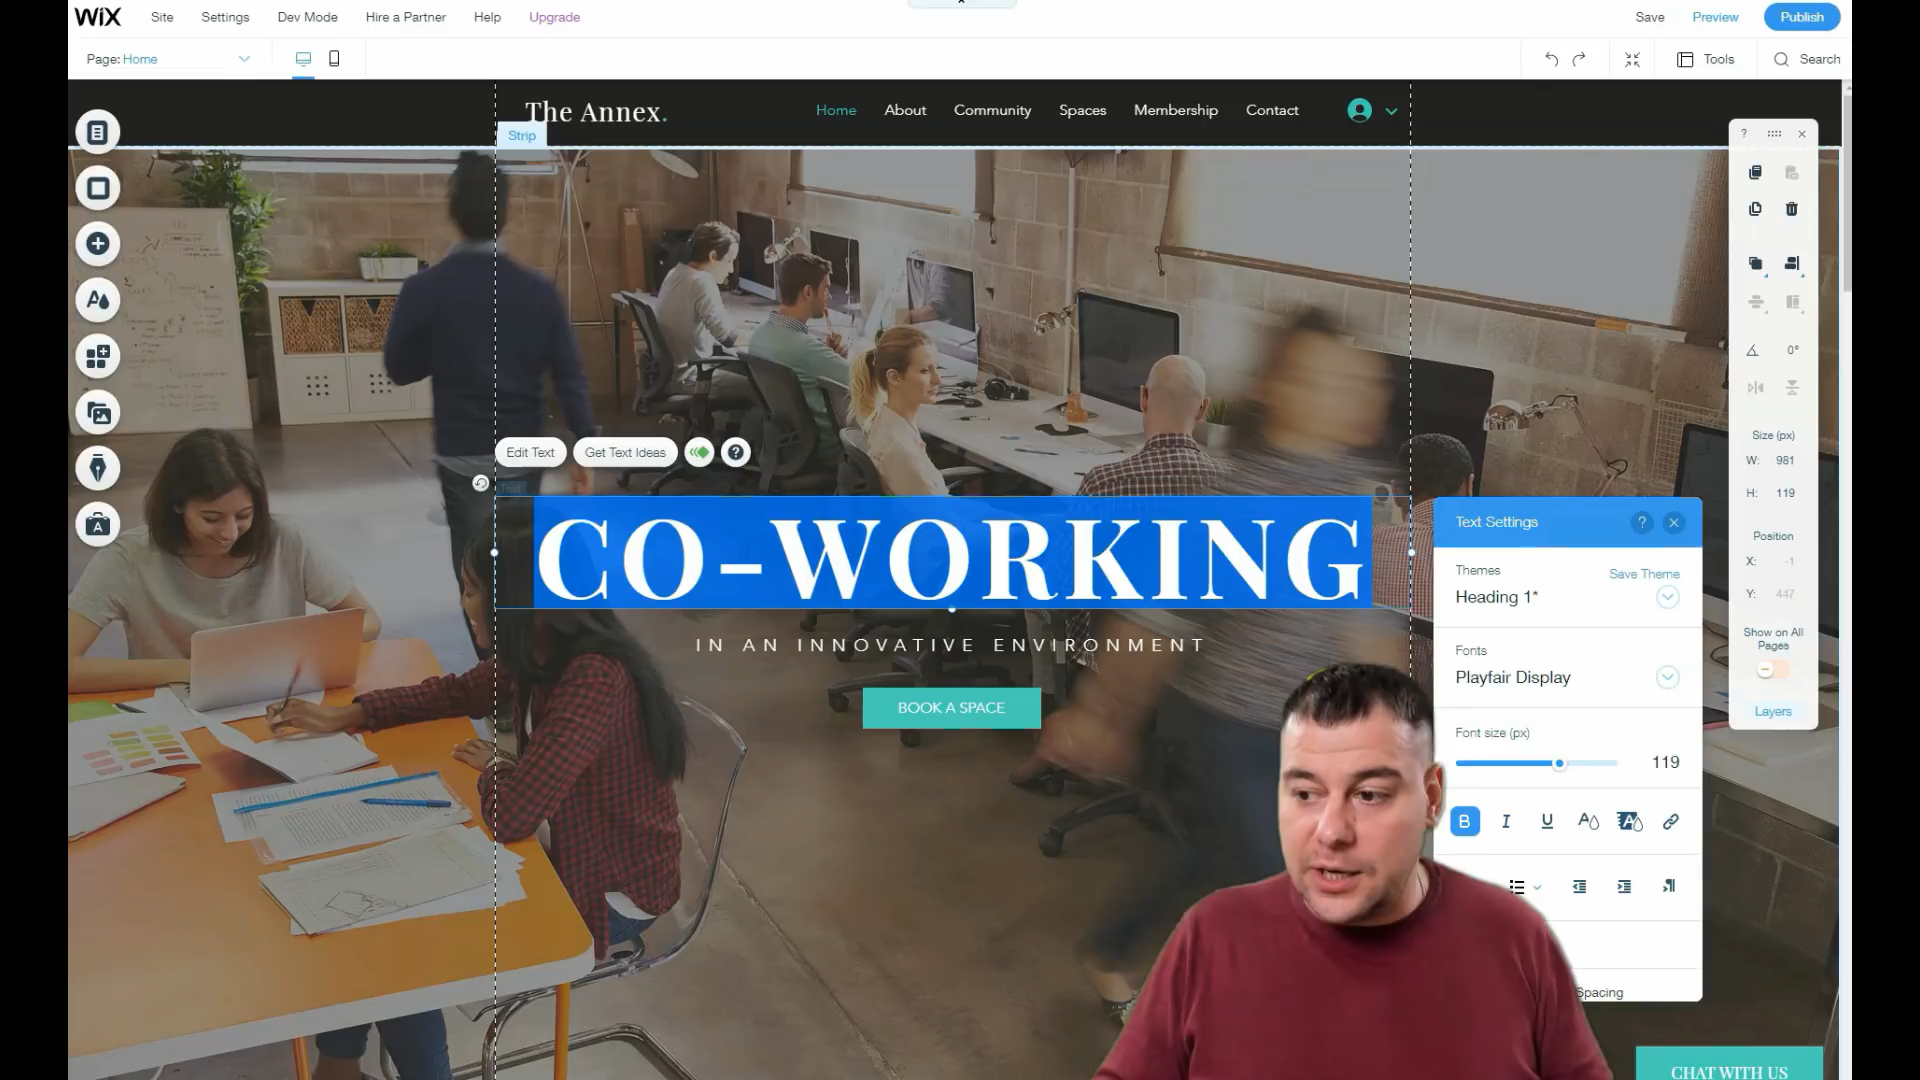 WiX Site Settings Dev Mode Hire a Partner Help Upgrade Save Preview Publish
Page: Home Tools Search
The Annex. Home About Community Spaces Membership Contact
Strip
Edit Text Get Text Ideas
Text
CO-WORKING
IN AN INNOVATIVE ENVIRONMENT
BOOK A SPACE
Text Settings
Themes
Save Theme
Heading 1*
Fonts
Playfair Display
Font size (px)
119
B I U
Spacing
0°
Size (px)
W: 981
H: 119
Position
X: -1
Y: 447
Show on All
Pages
Layers
CHAT WITH US